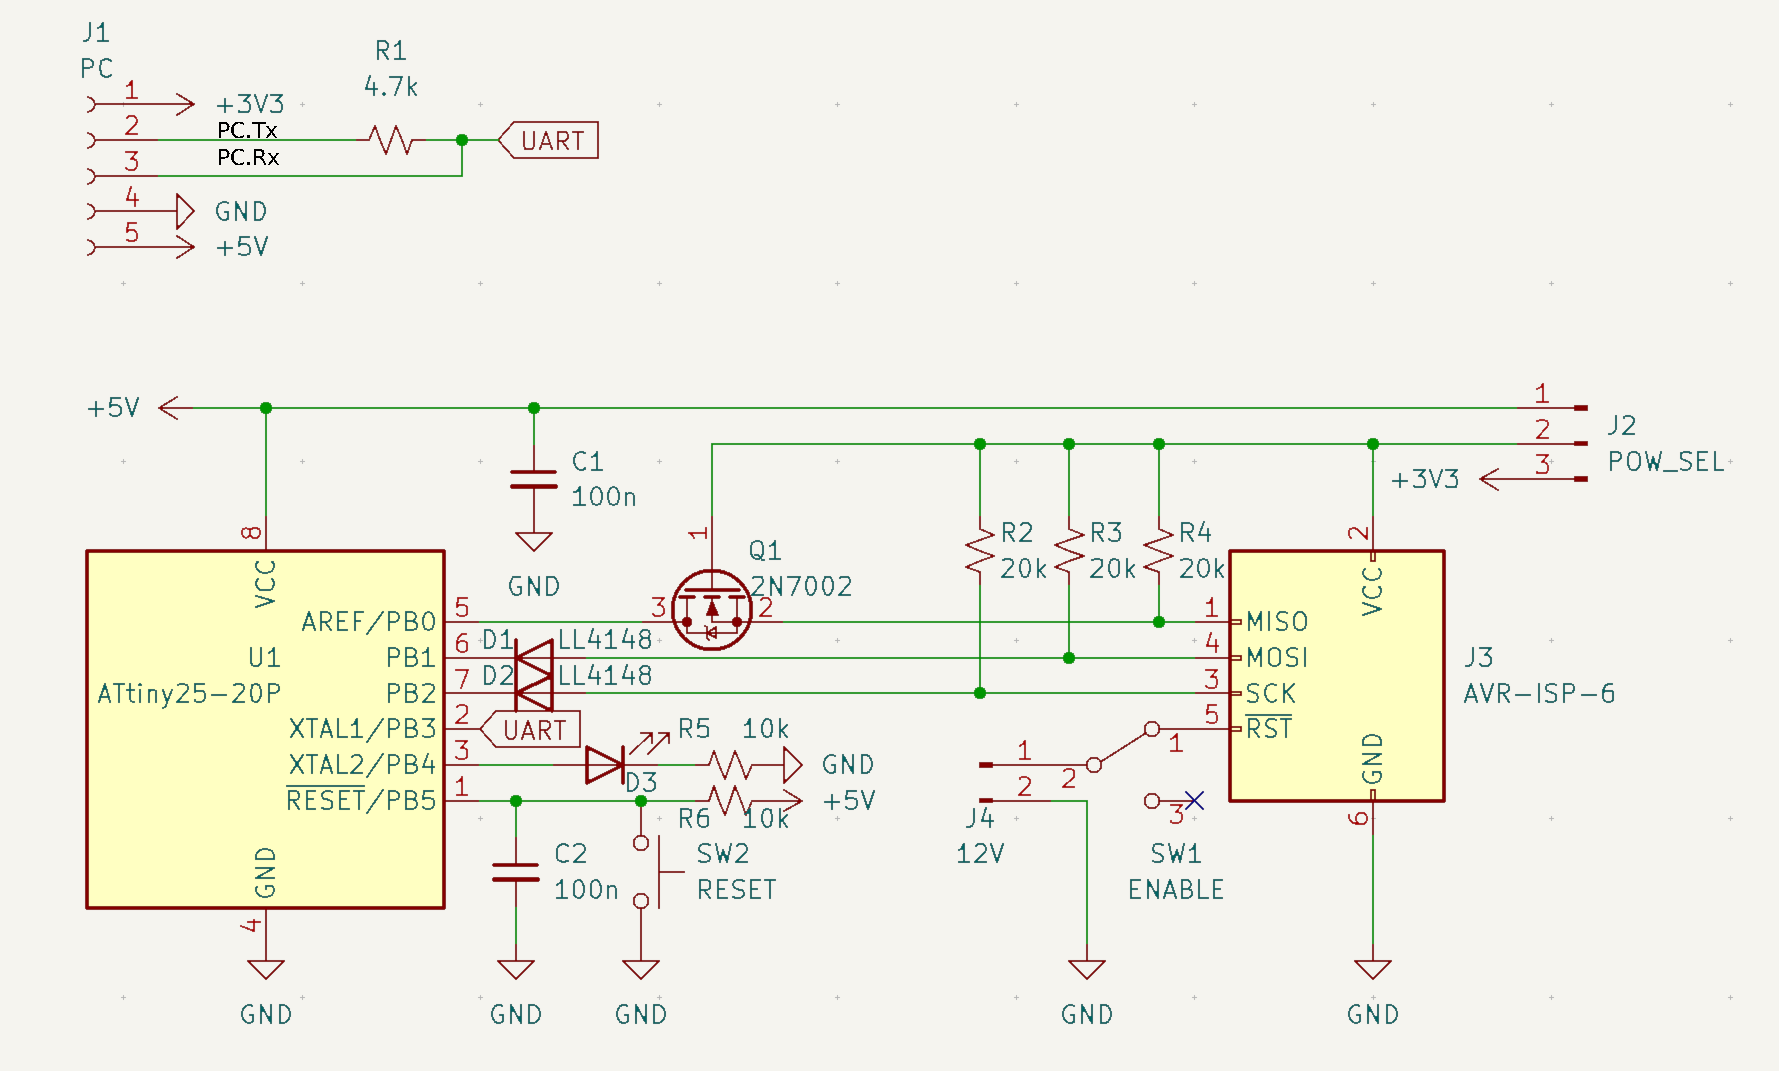 J1
PC
1
+3V3
2
PC.Tx
3
PC.Rx
4
GND
5
+5V
R1
4.7k
UART
+5V
C1
100n
GND
1
Q1
2N7002
3
2
R2
20k
R3
20k
R4
20k
1
2
3
+3V3
J2
POW_SEL
8
VCC
AREF/PB0
5
U1
PB1
6
D1
LL4148
ATtiny25-20P
PB2
7
D2
LL4148
XTAL1/PB3
2
UART
XTAL2/PB4
3
D3
R5
10k
GND
RESET/PB5
1
R6
10k
+5V
GND
4
GND
C2
100n
GND
SW2
RESET
GND
1
2
J4
12V
2
1
3
SW1
ENABLE
GND
2
VCC
1
MISO
4
MOSI
3
SCK
5
RST
GND
6
J3
AVR-ISP-6
GND